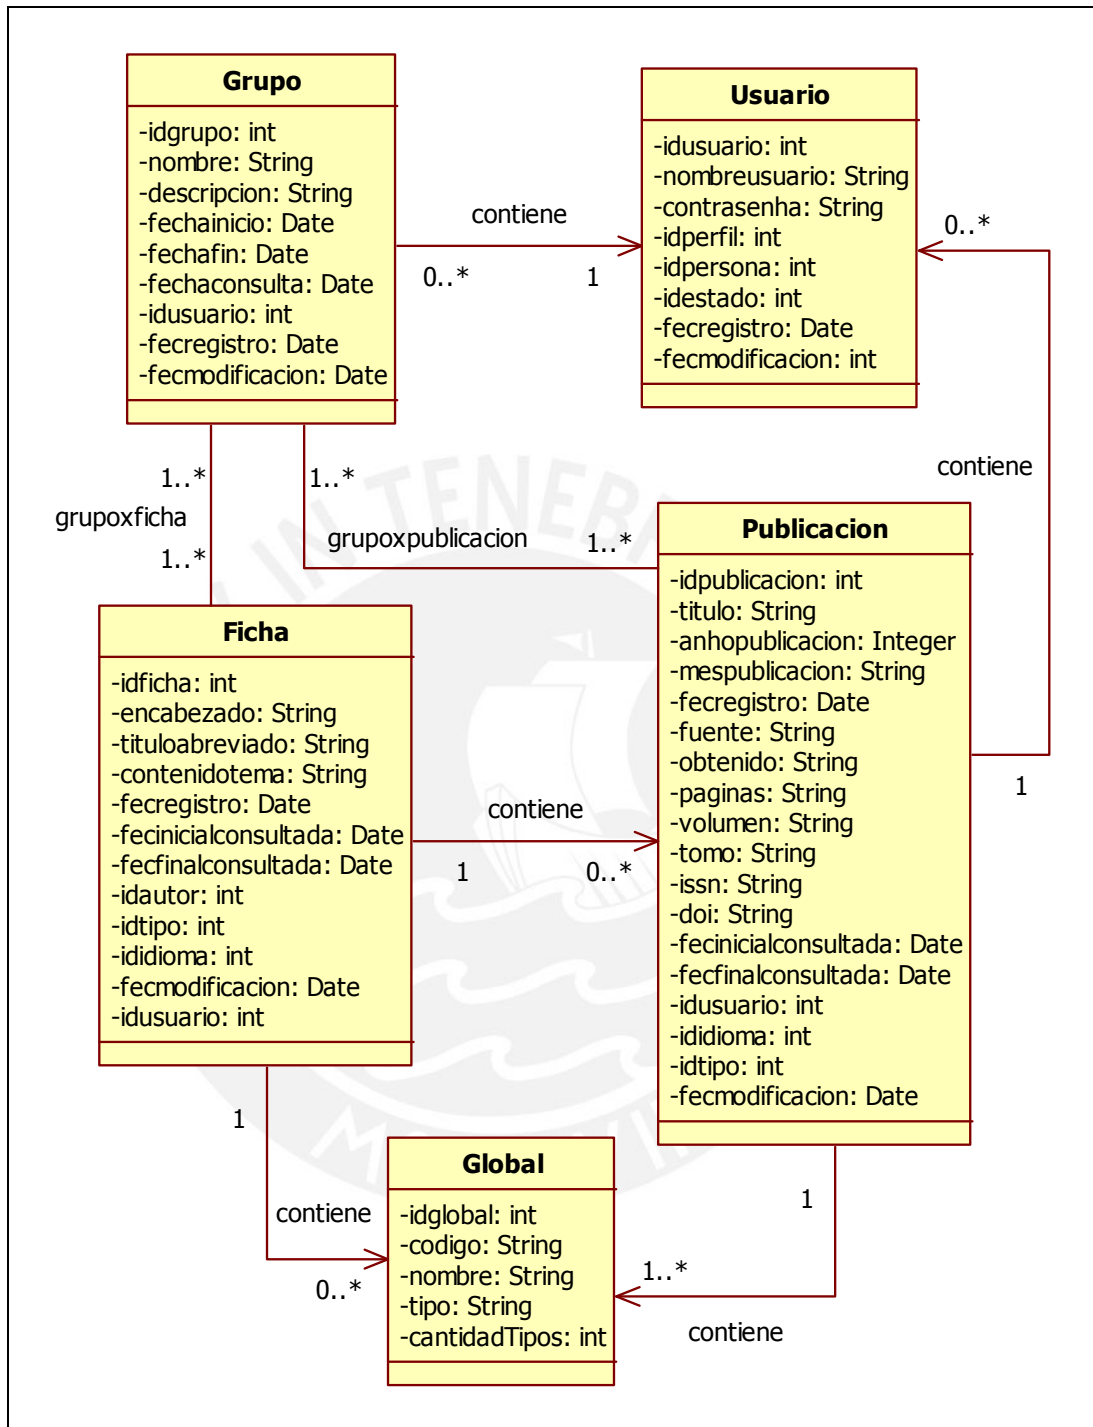 Grupo
-idgrupo: int
-nombre: String
-descripcion: String
-fechainicio: Date
-fechafin: Date
-fechaconsulta: Date
-idusuario: int
-fecregistro: Date
-fecmodificacion: Date
Usuario
-idusuario: int
-nombreusuario: String
-contrasenha: String
-idperfil: int
-idpersona: int
-idestado: int
-fecregistro: Date
-fecmodificacion: int
contiene
0..*
1
0..*
contiene
1
1..*
grupoxficha
1..*
1..*
grupoxpublicacion
1..*
IN TENEB
Ficha
-idficha: int
-encabezado: String
-tituloabreviado: String
-contenidotema: String
-fecregistro: Date
-fecinicialconsultada: Date
-fecfinalconsultada: Date
-idautor: int
-idtipo: int
-ididioma: int
-fecmodificacion: Date
-idusuario: int
contiene
1
0..*
Publicacion
-idpublicacion: int
-titulo: String
-anhopublicacion: Integer
-mespublicacion: String
-fecregistro: Date
-fuente: String
-obtenido: String
-paginas: String
-volumen: String
-tomo: String
-issn: String
-doi: String
-fecinicialconsultada: Date
-fecfinalconsultada: Date
-idusuario: int
-ididioma: int
-idtipo: int
-fecmodificacion: Date
1
contiene
0..*
Global
-idglobal: int
-codigo: String
-nombre: String
-tipo: String
-cantidadTipos: int
1
1..*
contiene